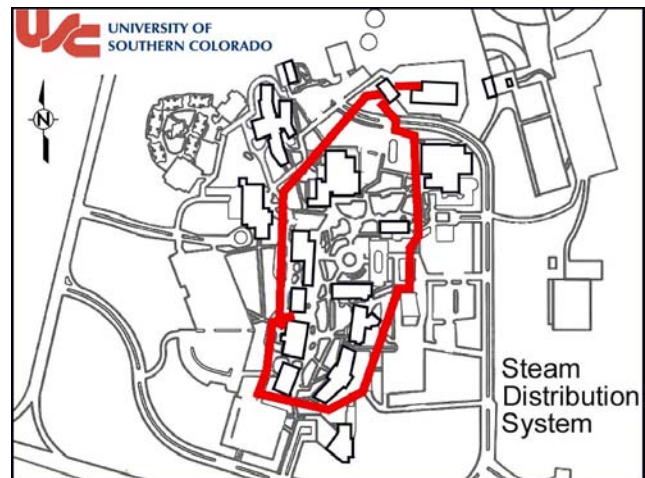 USC
UNIVERSITY OF
SOUTHERN COLORADO
N
Steam
Distribution
System